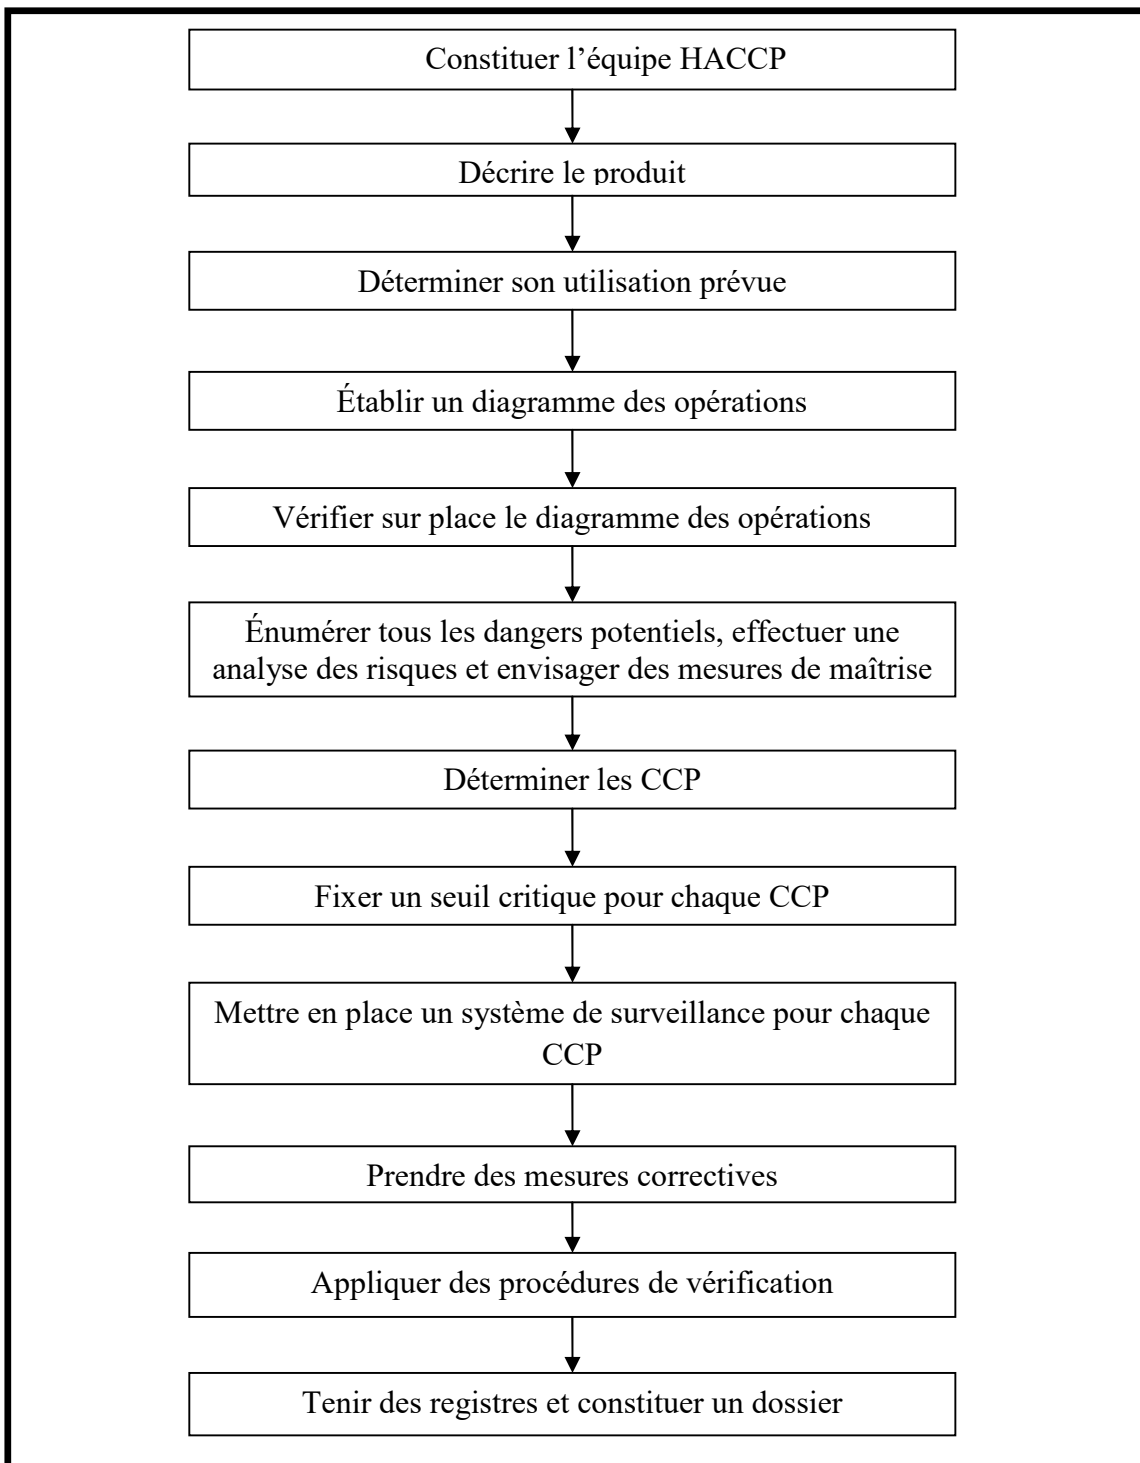 Constituer l’équipe HACCP
Décrire le produit
Déterminer son utilisation prévue
Établir un diagramme des opérations
Vérifier sur place le diagramme des opérations
Énumérer tous les dangers potentiels, effectuer une
analyse des risques et envisager des mesures de maîtrise
Déterminer les CCP
Fixer un seuil critique pour chaque CCP
Mettre en place un système de surveillance pour chaque
CCP
Prendre des mesures correctives
Appliquer des procédures de vérification
Tenir des registres et constituer un dossier